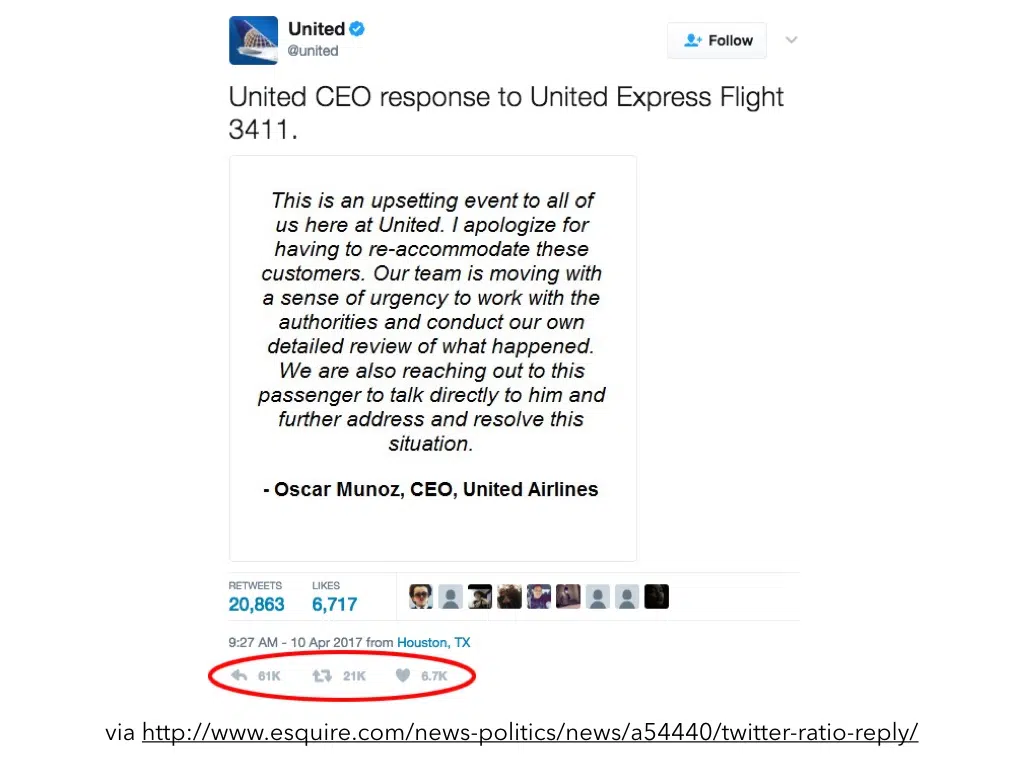 United
@united
Follow
United CEO response to United Express Flight
3411.
This is an upsetting event to all of
us here at United. I apologize for
having to re-accommodate these
customers. Our team is moving with
a sense of urgency to work with the
authorities and conduct our own
detailed review of what happened.
We are also reaching out to this
passenger to talk directly to him and
further address and resolve this
situation.
- Oscar Munoz, CEO, United Airlines
RETWEETS LIKES
20,863 6,717
9:27 AM - 10 Apr 2017 from Houston, TX
61K 21K 6.7K
via http://www.esquire.com/news-politics/news/a54440/twitter-ratio-reply/